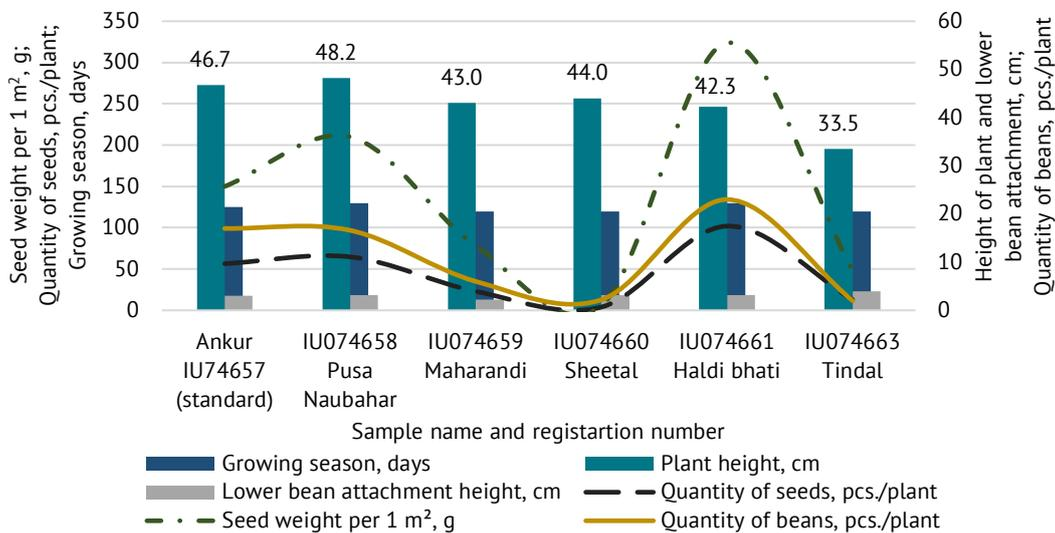 Seed weight per 1 m², g;
Quantity of seeds, pcs./plant;
Growing season, days
350
300
250
200
150
100
50
0
46.7
48.2
43.0
44.0
42.3
33.5
60
50
40
30
20
10
0
Height of plant and lower
bean attachment, cm;
Quantity of beans, pcs./plant
Ankur
IU74657
(standard)
IU074658
Pusa
Naubahar
IU074659
Maharandi
IU074660
Sheetal
IU074661
Haldi bhati
IU074663
Tindal
Sample name and registartion number
Growing season, days
Plant height, cm
Lower bean attachment height, cm
Quantity of seeds, pcs./plant
Seed weight per 1 m², g
Quantity of beans, pcs./plant